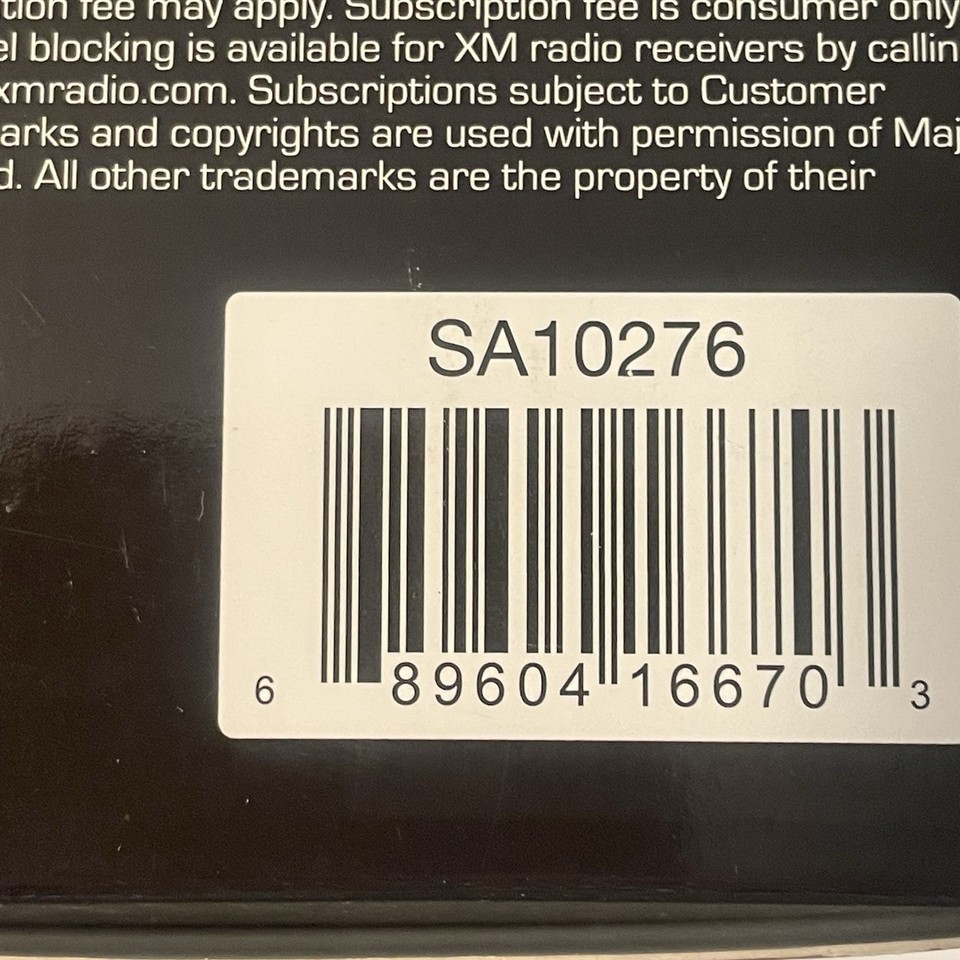 tion fee may apply. Subscription fee is consumer only
el blocking is available for XM radio receivers by callin
xmradio.com. Subscriptions subject to Customer
arks and copyrights are used with permission of Maj
d. All other trademarks are the property of their
SA10276
6 89604 16670 3